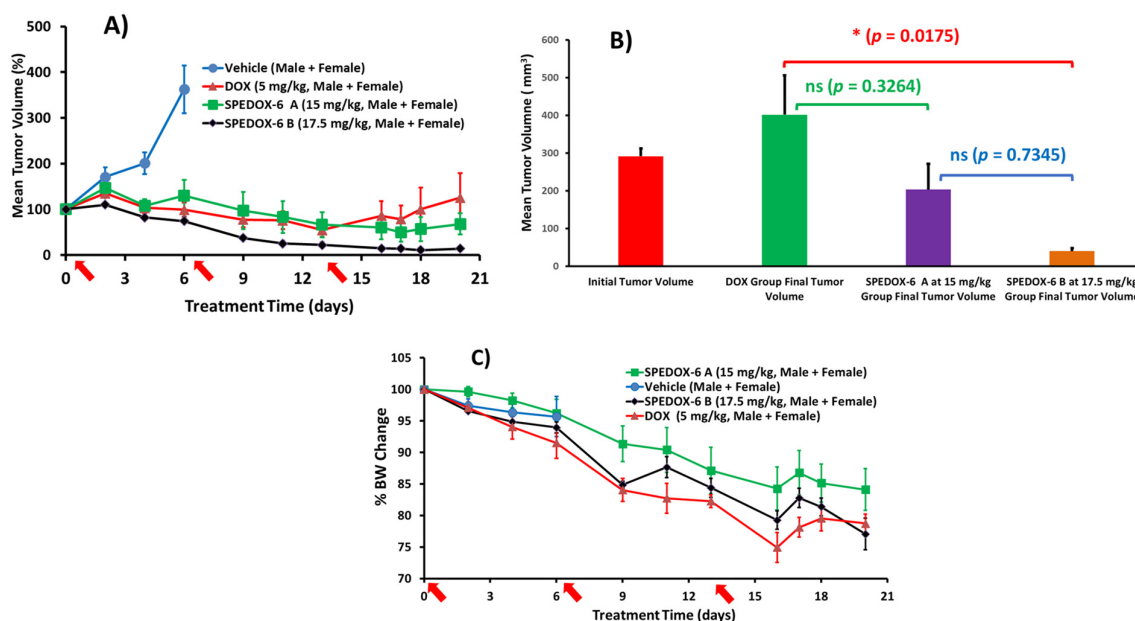 A)
500
400
300
200
100
0
Mean Tumor Volume (%)
Vehicle (Male + Female)
DOX (5 mg/kg, Male + Female)
SPEDOX-6 A (15 mg/kg, Male + Female)
SPEDOX-6 B (17.5 mg/kg, Male + Female)
0 3 6 9 12 15 18 21
Treatment Time (days)
B)
600
500
400
300
200
100
0
Mean Tumor Volumne ( mm³)
* (p = 0.0175)
ns (p = 0.3264)
ns (p = 0.7345)
Initial Tumor Volume
DOX Group Final Tumor
Volume
SPEDOX-6 A at 15 mg/kg
Group Final Tumor Volume
SPEDOX-6 B at 17.5 mg/kg
Group Final Tumor Volume
C)
105
100
95
90
85
80
75
70
% BW Change
SPEDOX-6 A (15 mg/kg, Male + Female)
Vehicle (Male + Female)
SPEDOX-6 B (17.5 mg/kg, Male + Female)
DOX (5 mg/kg, Male + Female)
0 3 6 9 12 15 18 21
Treatment Time (days)